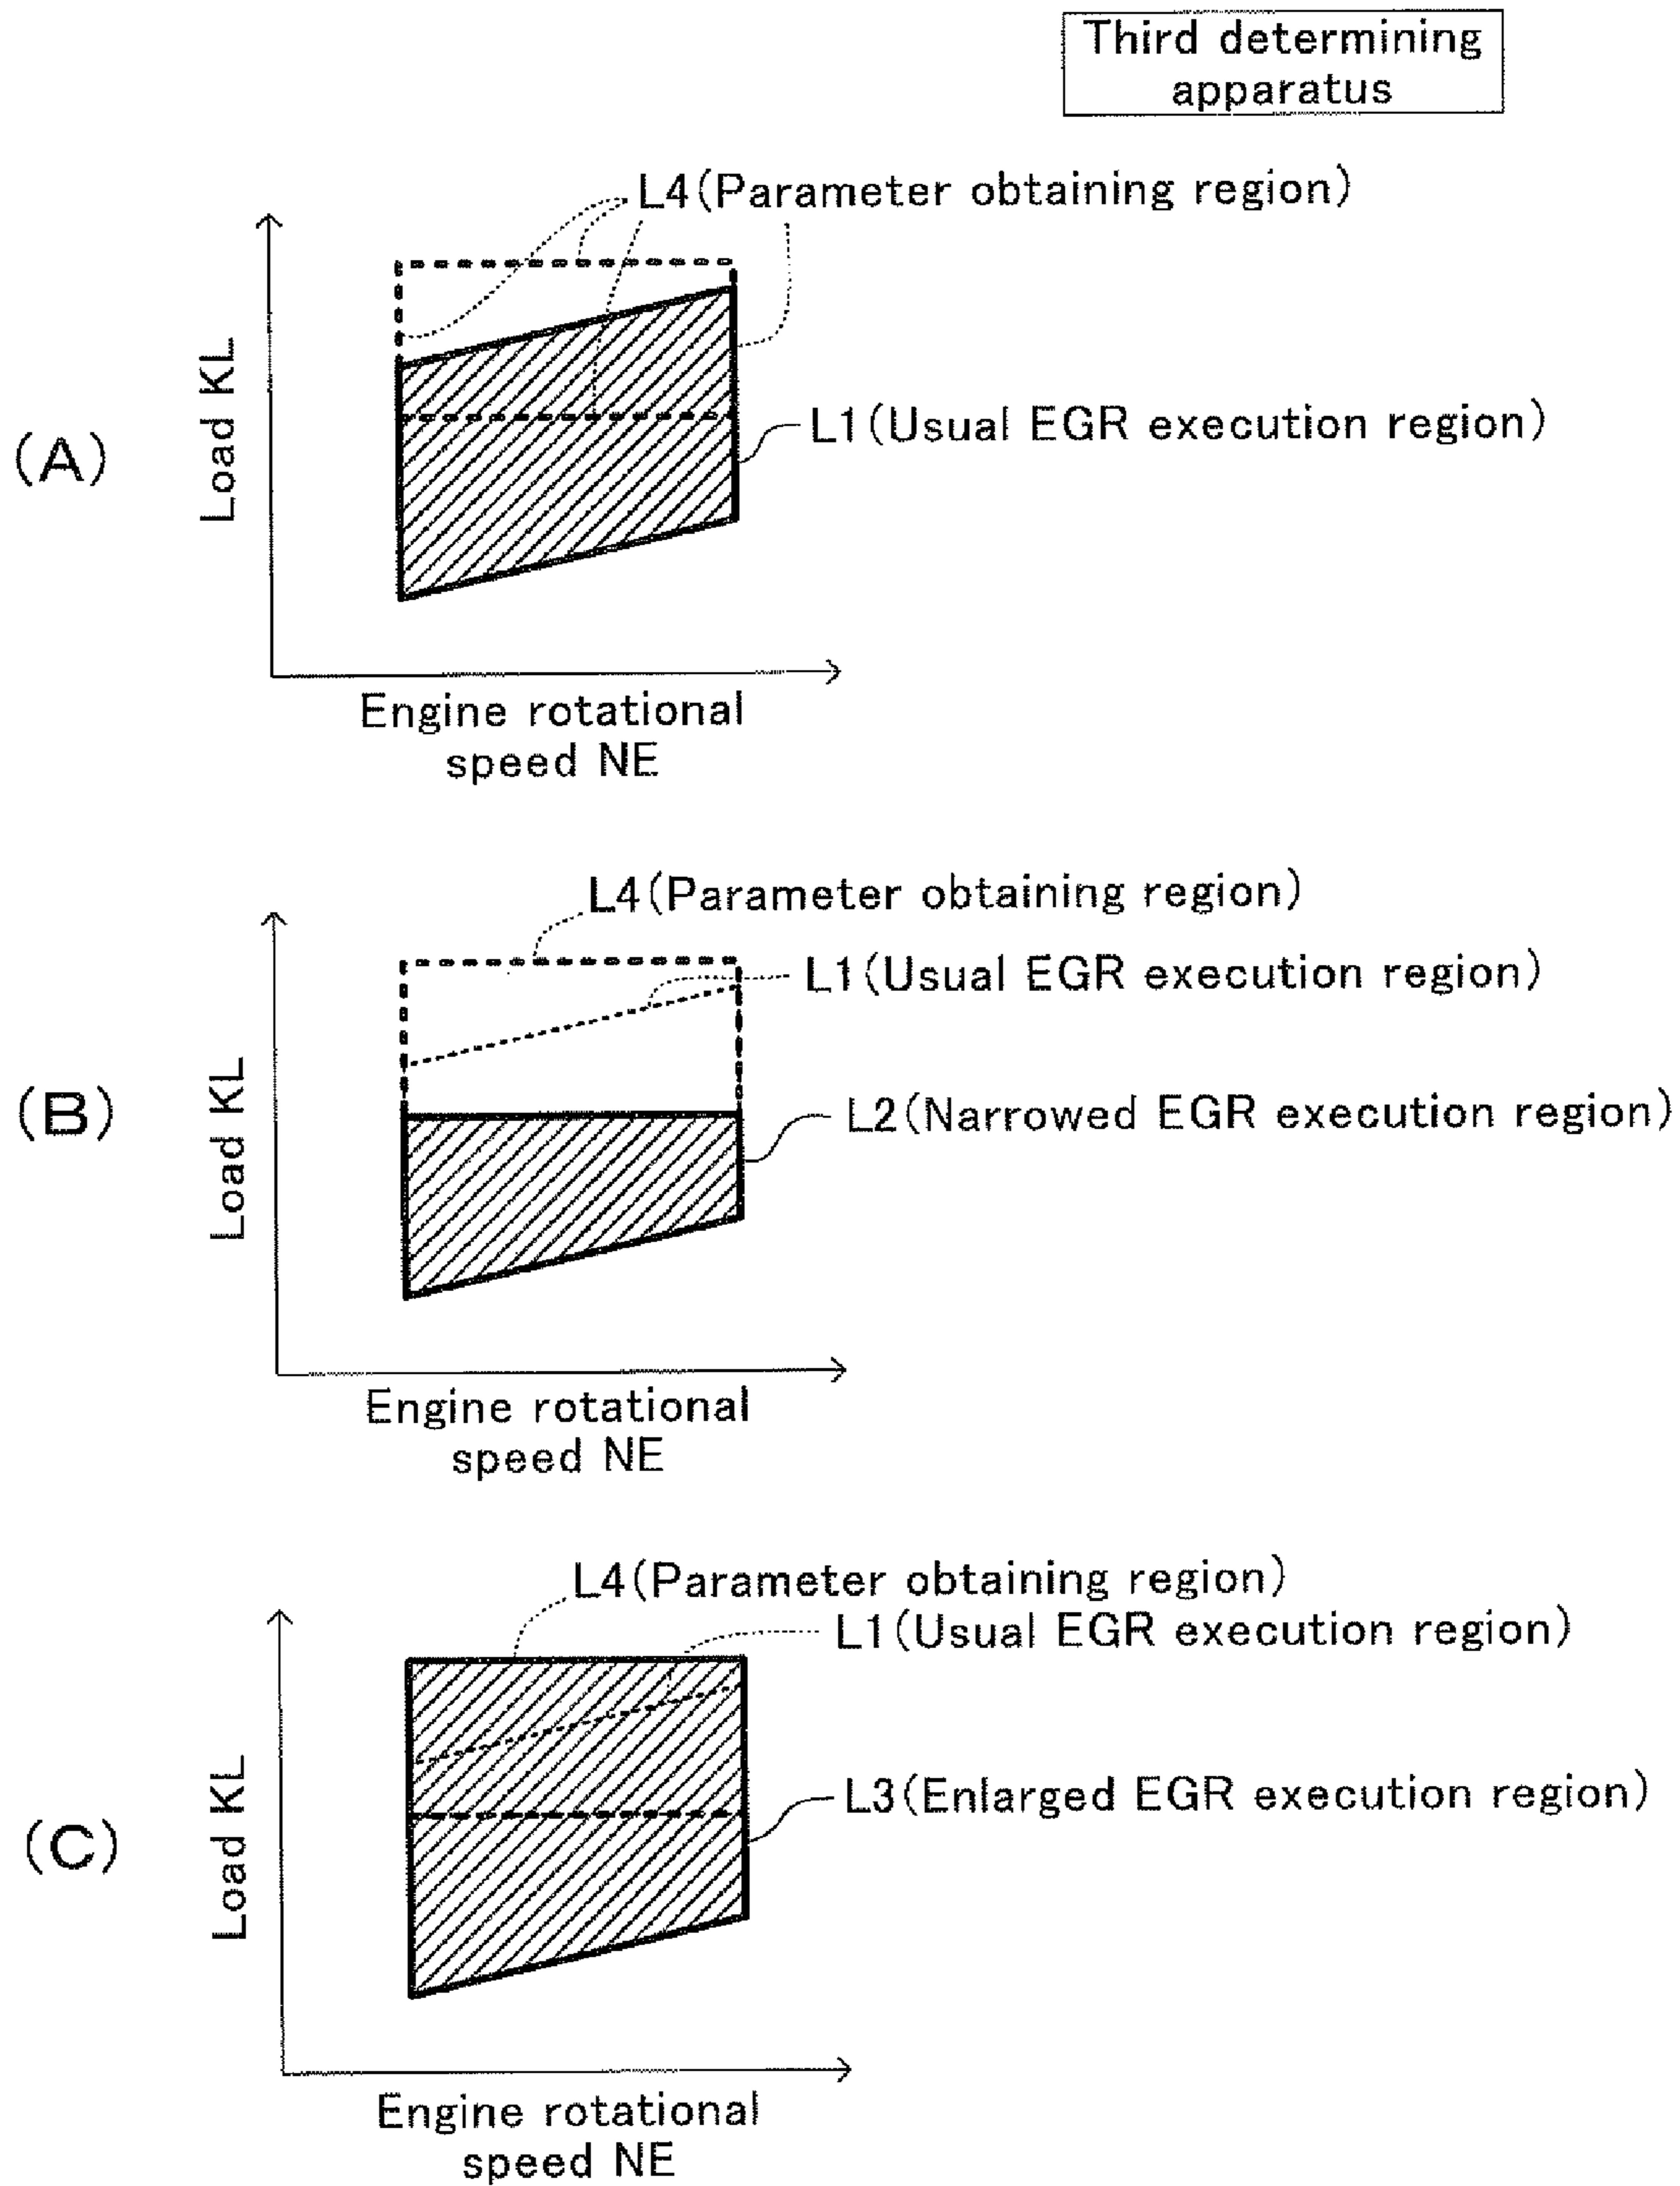 Third determining
apparatus
L4(Parameter obtaining region)
Load KL
(A)
L1(Usual EGR execution region)
Engine rotational
speed NE
L4(Parameter obtaining region)
L1(Usual EGR execution region)
Load KL
(B)
L2(Narrowed EGR execution region)
Engine rotational
speed NE
L4(Parameter obtaining region)
L1(Usual EGR execution region)
Load KL
(C)
L3(Enlarged EGR execution region)
Engine rotational
speed NE